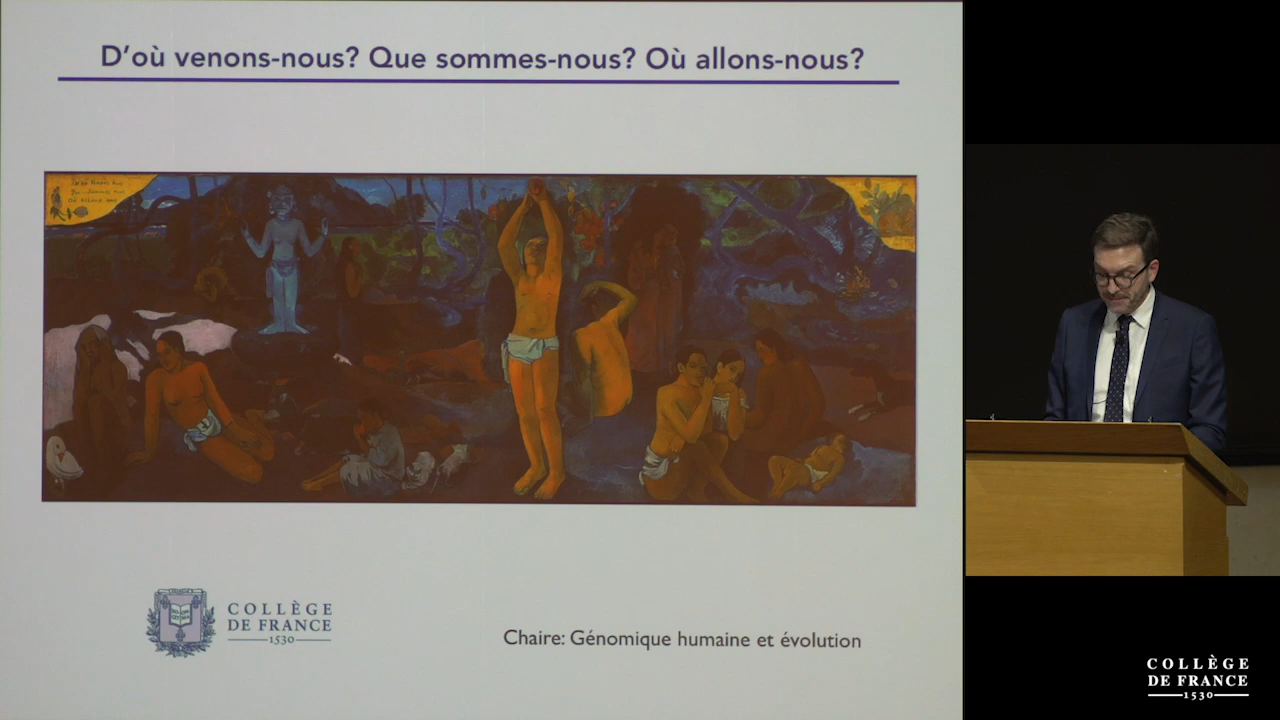 D'où venons-nous? Que sommes-nous? Où allons-nous?
COLLÈGE
DE FRANCE
1530
Chaire: Génomique humaine et évolution
COLLÈGE
DE FRANCE
1530